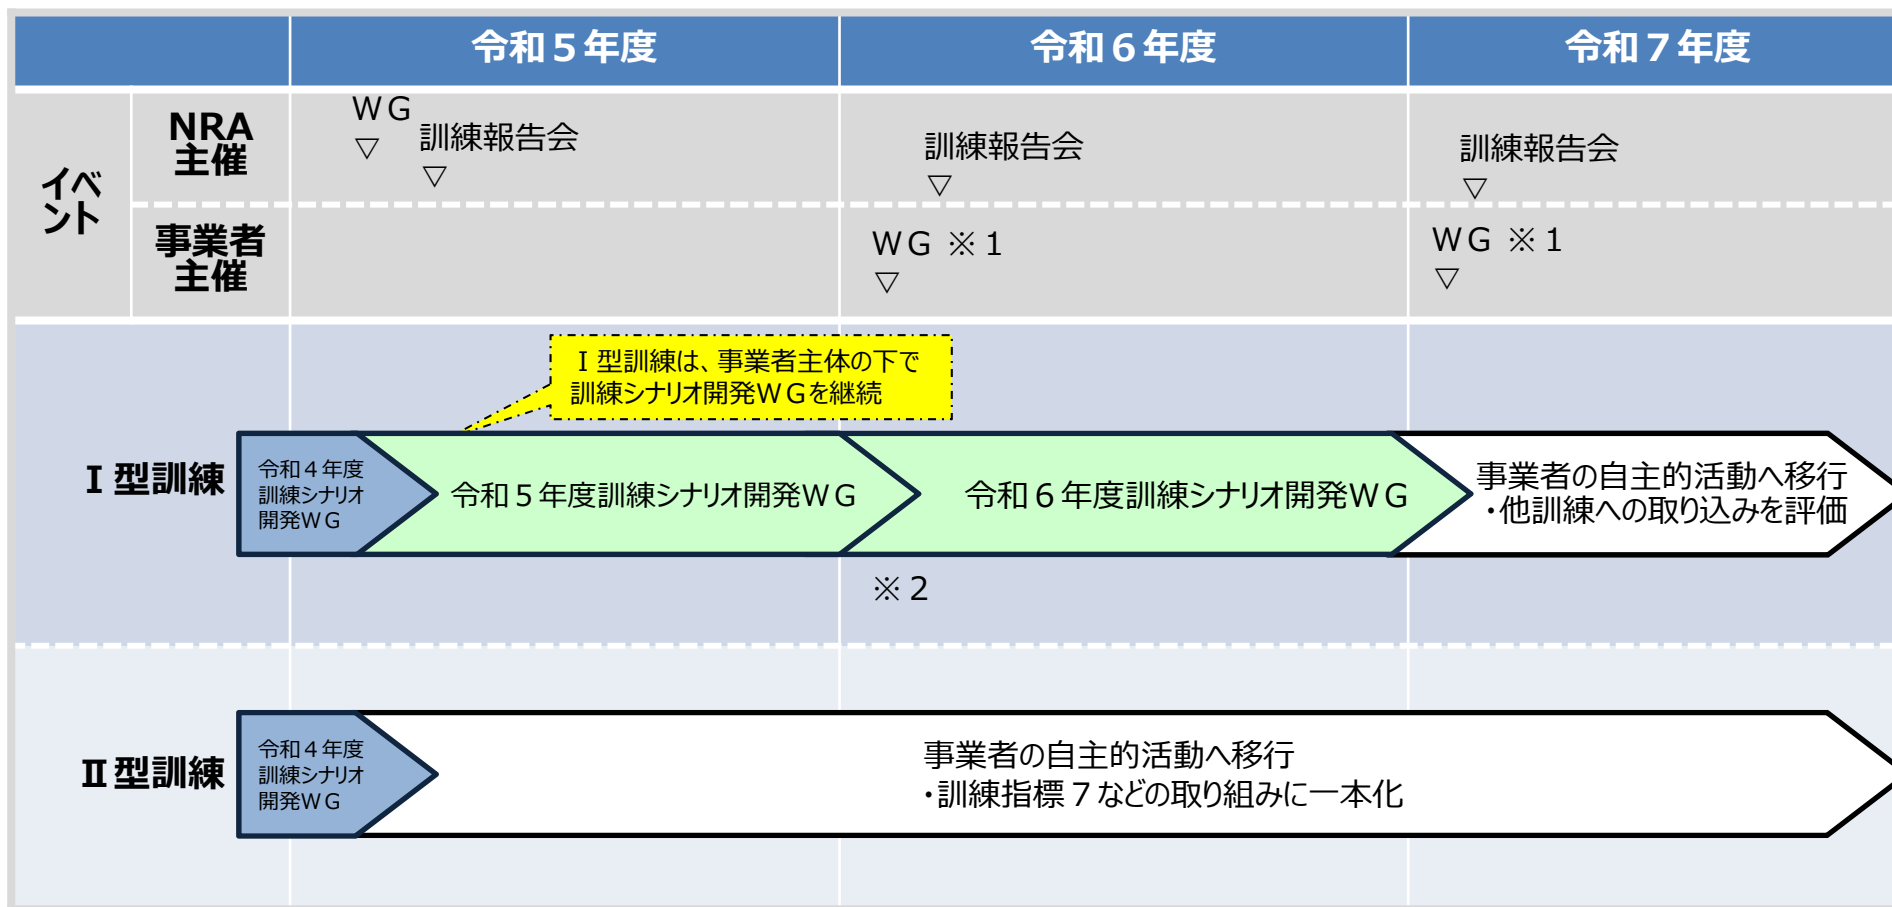 令和５年度
令和６年度
令和７年度
イベ
ント
NRA
主催
ＷＧ
▽
訓練報告会
▽
訓練報告会
▽
訓練報告会
▽
事業者
主催
ＷＧ ※１
▽
ＷＧ ※１
▽
Ⅰ型訓練は、事業者主体の下で
訓練シナリオ開発ＷＧを継続
Ⅰ型訓練
令和４年度
訓練シナリオ
開発ＷＧ
令和５年度訓練シナリオ開発ＷＧ
令和６年度訓練シナリオ開発ＷＧ
事業者の自主的活動へ移行
・他訓練への取り込みを評価
※２
Ⅱ型訓練
令和４年度
訓練シナリオ
開発ＷＧ
事業者の自主的活動へ移行
・訓練指標７などの取り組みに一本化